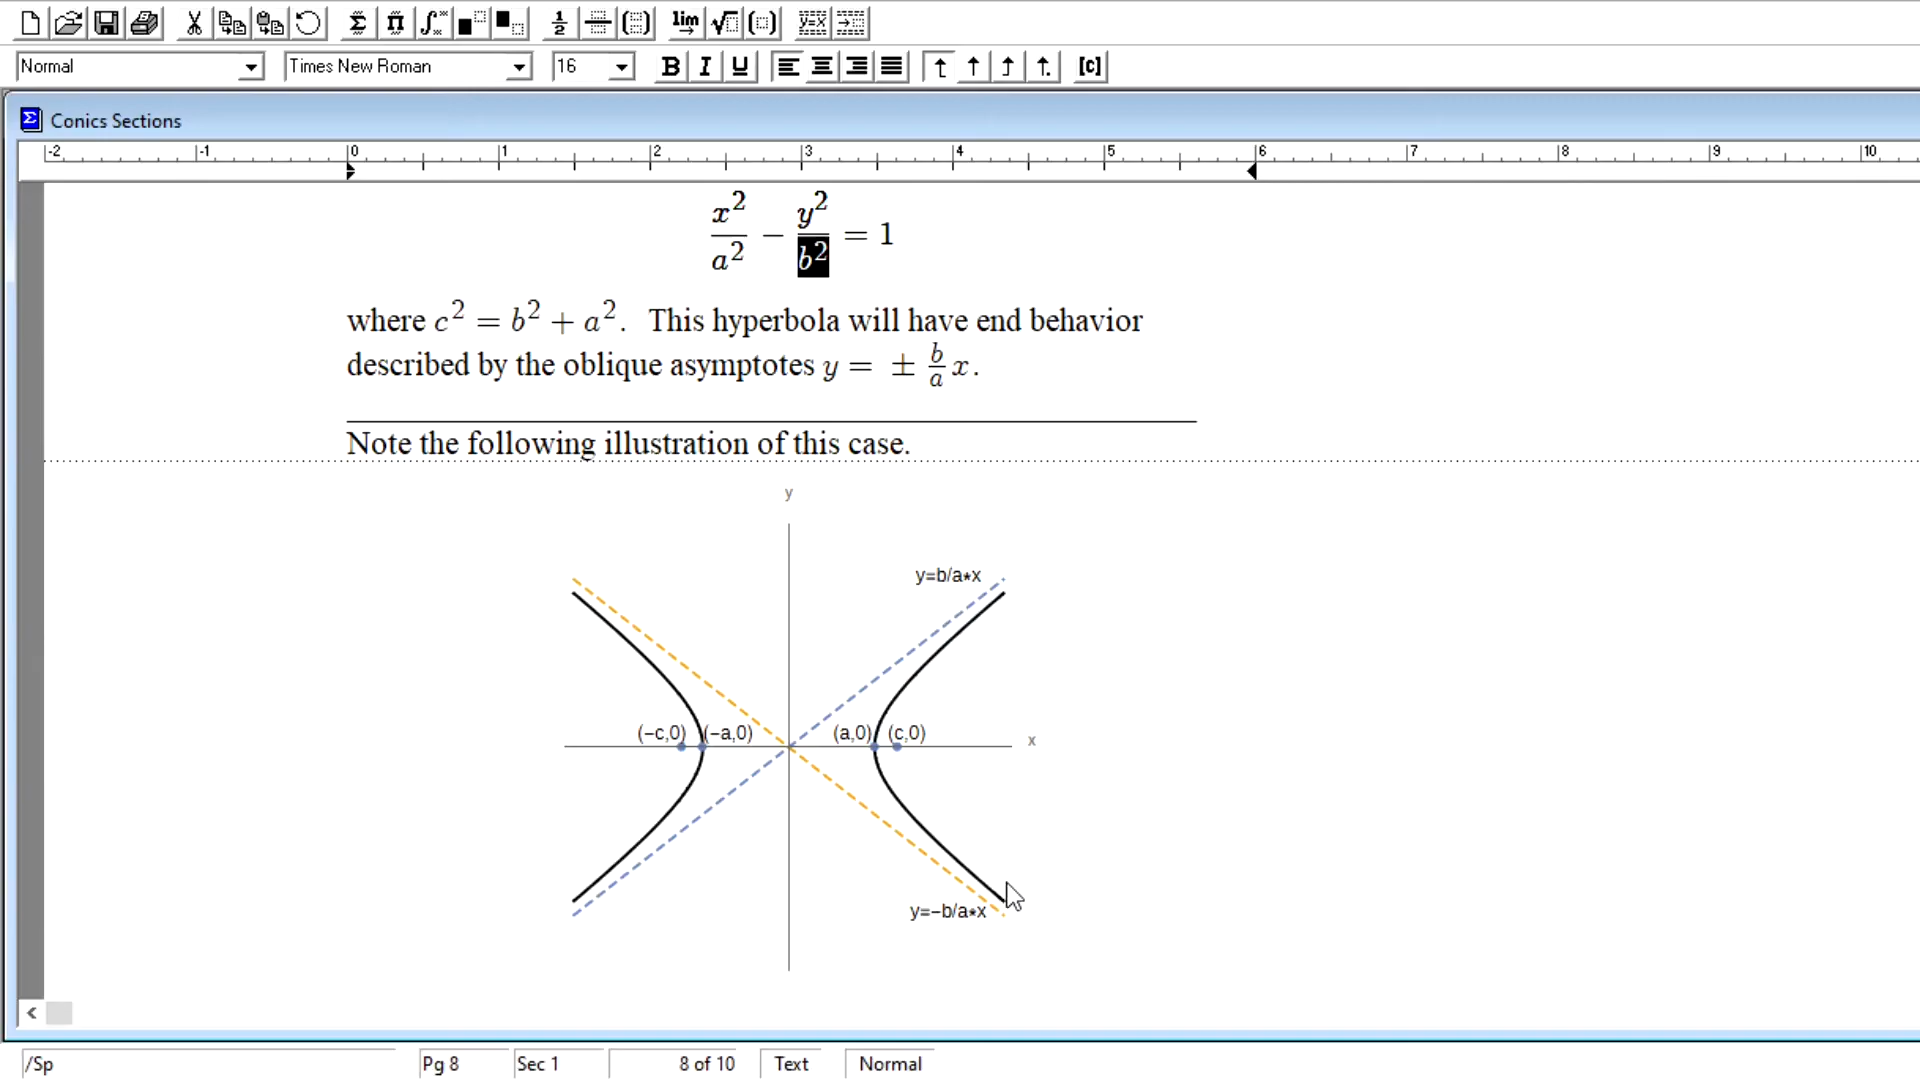 lim
y=x
Normal
Times New Roman
16
B I U
[c]
Σ Conics Sections
-2 -1 0 1 2 3 4 5 6 7 8 9 10
x²/a² − y²/b² = 1
where c² = b² + a². This hyperbola will have end behavior
described by the oblique asymptotes y = ± b/a x.
Note the following illustration of this case.
y
y=b/a*x
(−c,0) (−a,0) (a,0) (c,0)
x
y=−b/a*x
/Sp Pg 8 Sec 1 8 of 10 Text Normal